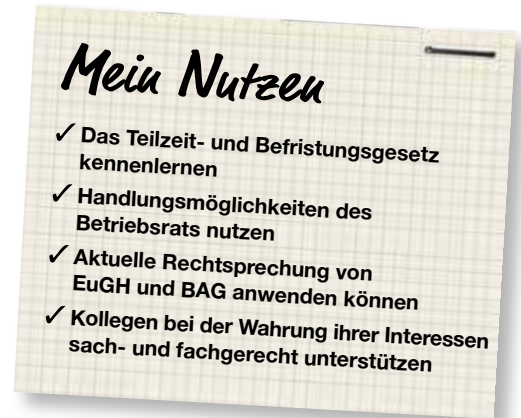 Mein Nutzen
✓ Das Teilzeit- und Befristungsgesetz
kennenlernen
✓ Handlungsmöglichkeiten des
Betriebsrats nutzen
✓ Aktuelle Rechtsprechung von
EuGH und BAG anwenden können
✓ Kollegen bei der Wahrung ihrer Interessen
sach- und fachgerecht unterstützen